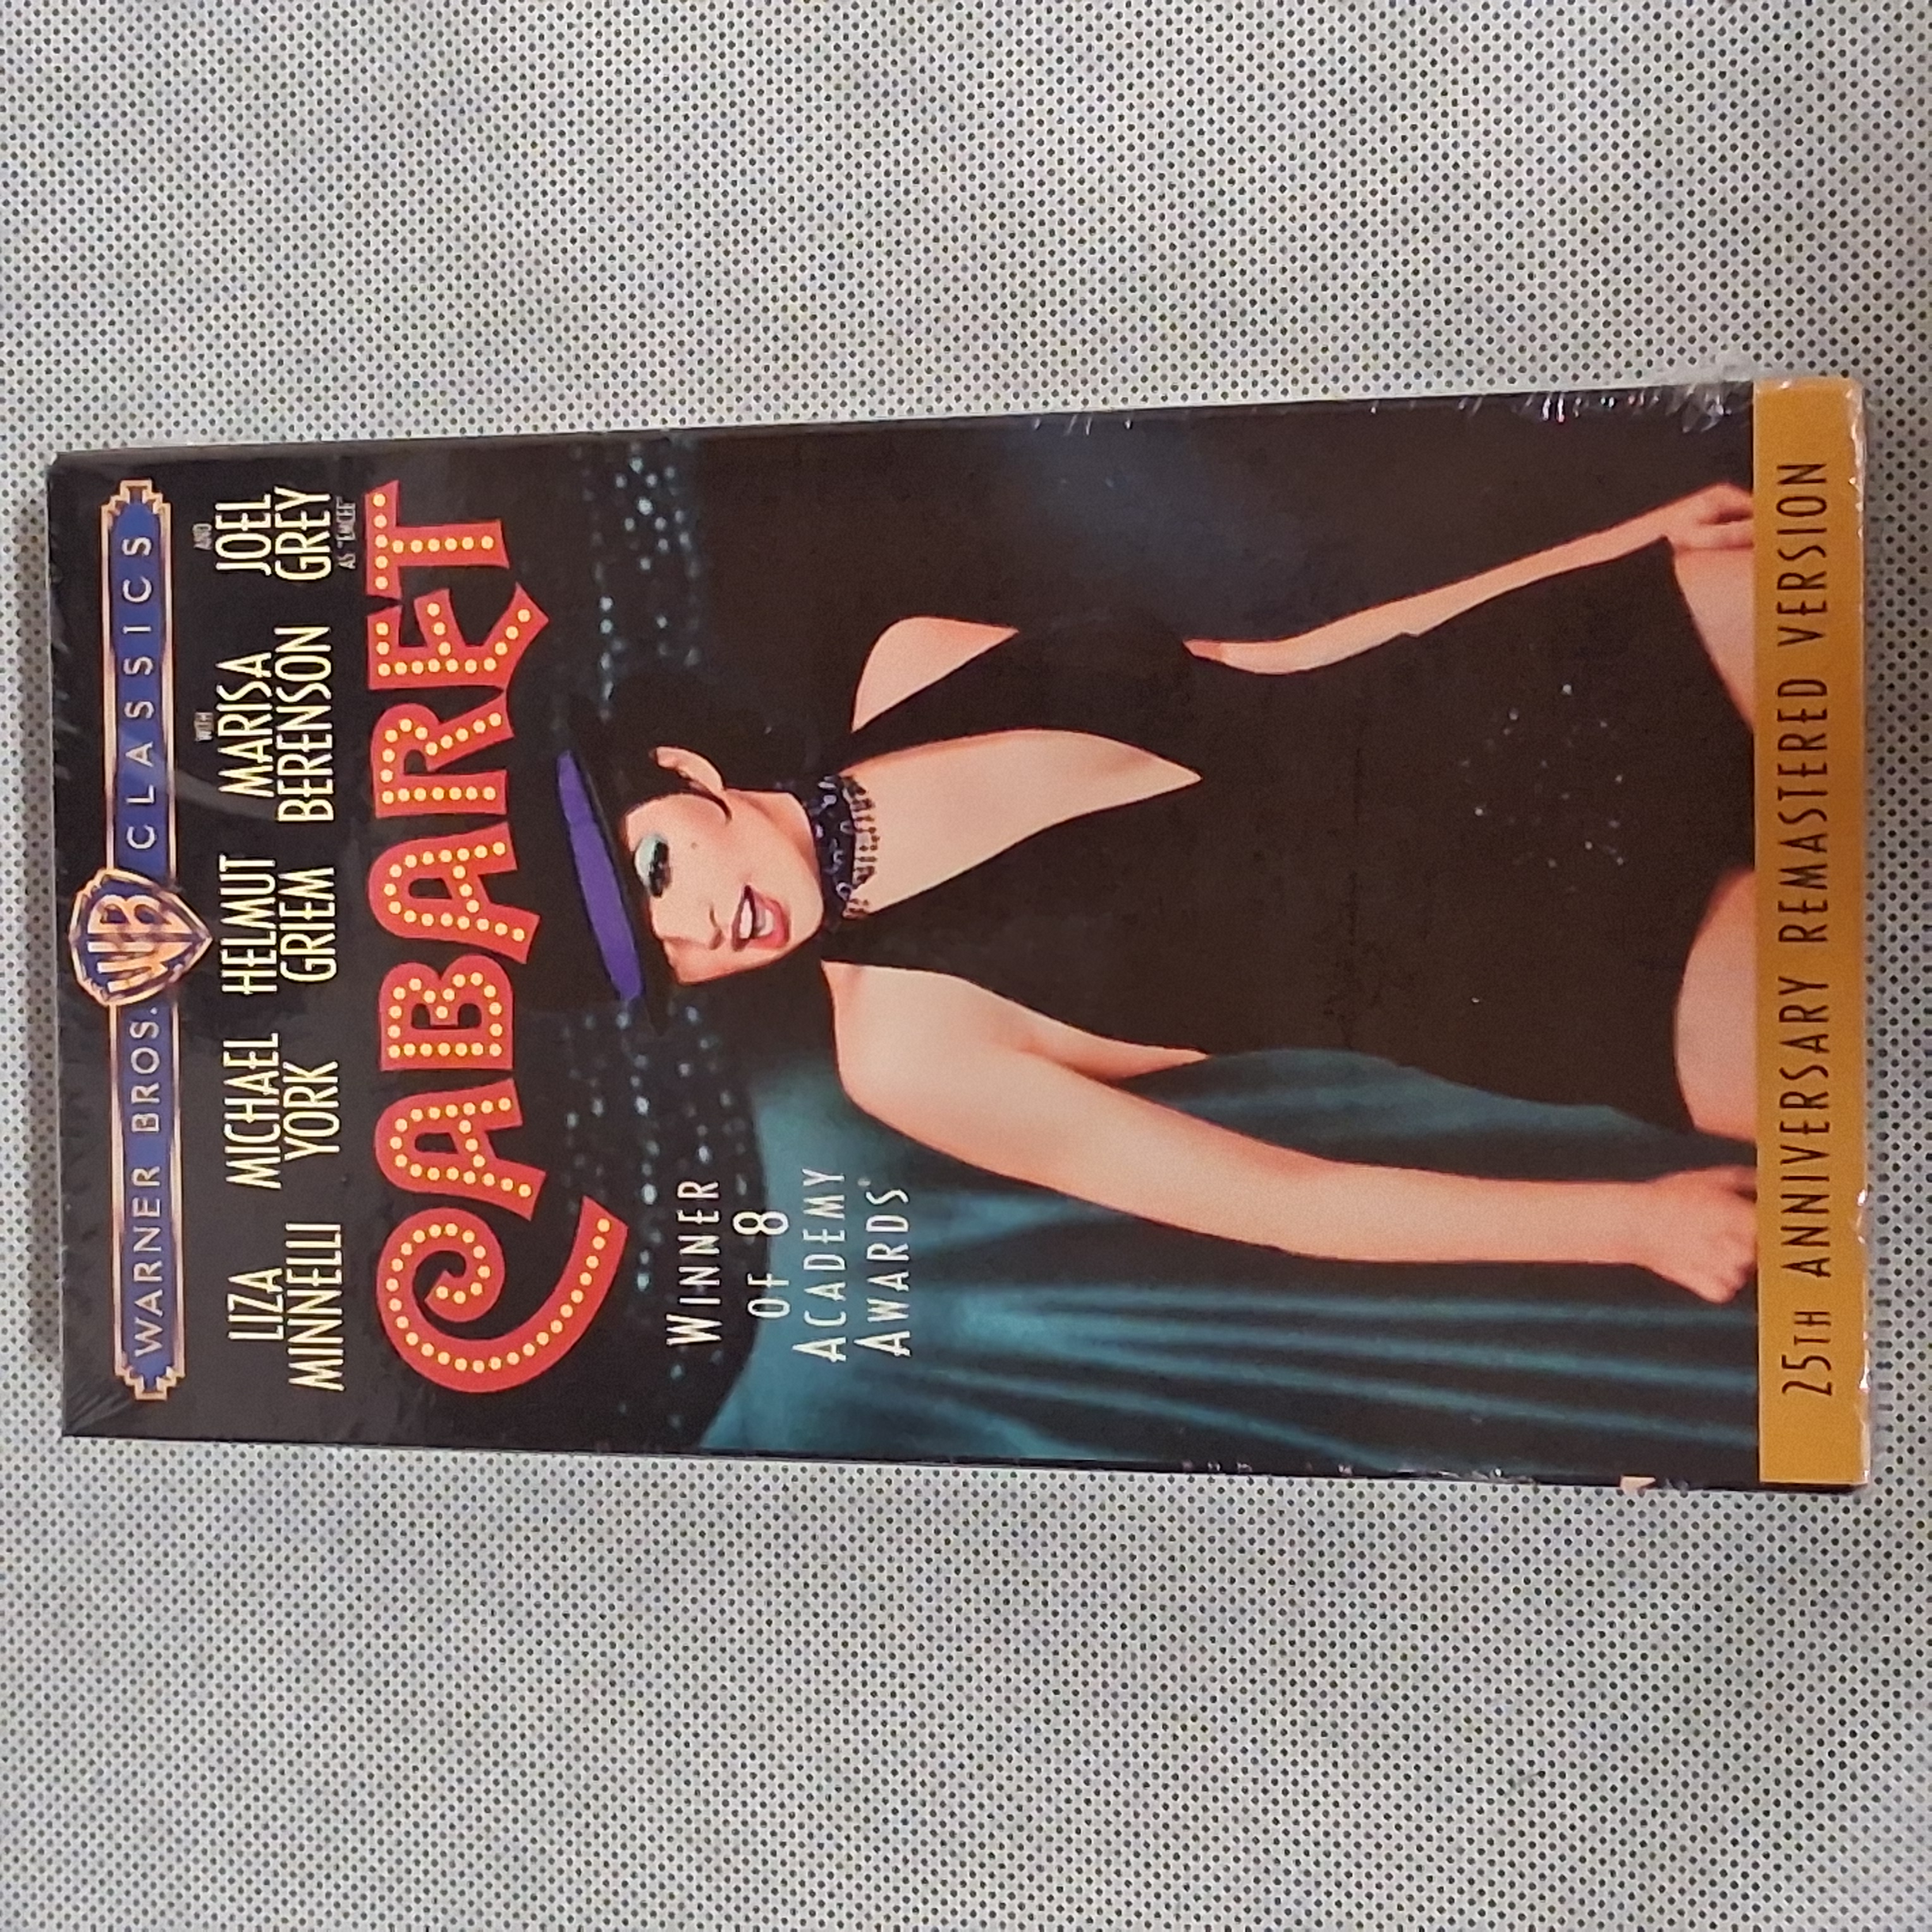 WARNER BROS. WB CLASSICS
LIZA MINNELLI
MICHAEL YORK
HELMUT GRIEM
WITH
MARISA BERENSON
AND
JOEL GREY
AS "EMCEE"
CABARET
WINNER
OF 8
ACADEMY
AWARDS®
25TH ANNIVERSARY REMASTERED VERSION